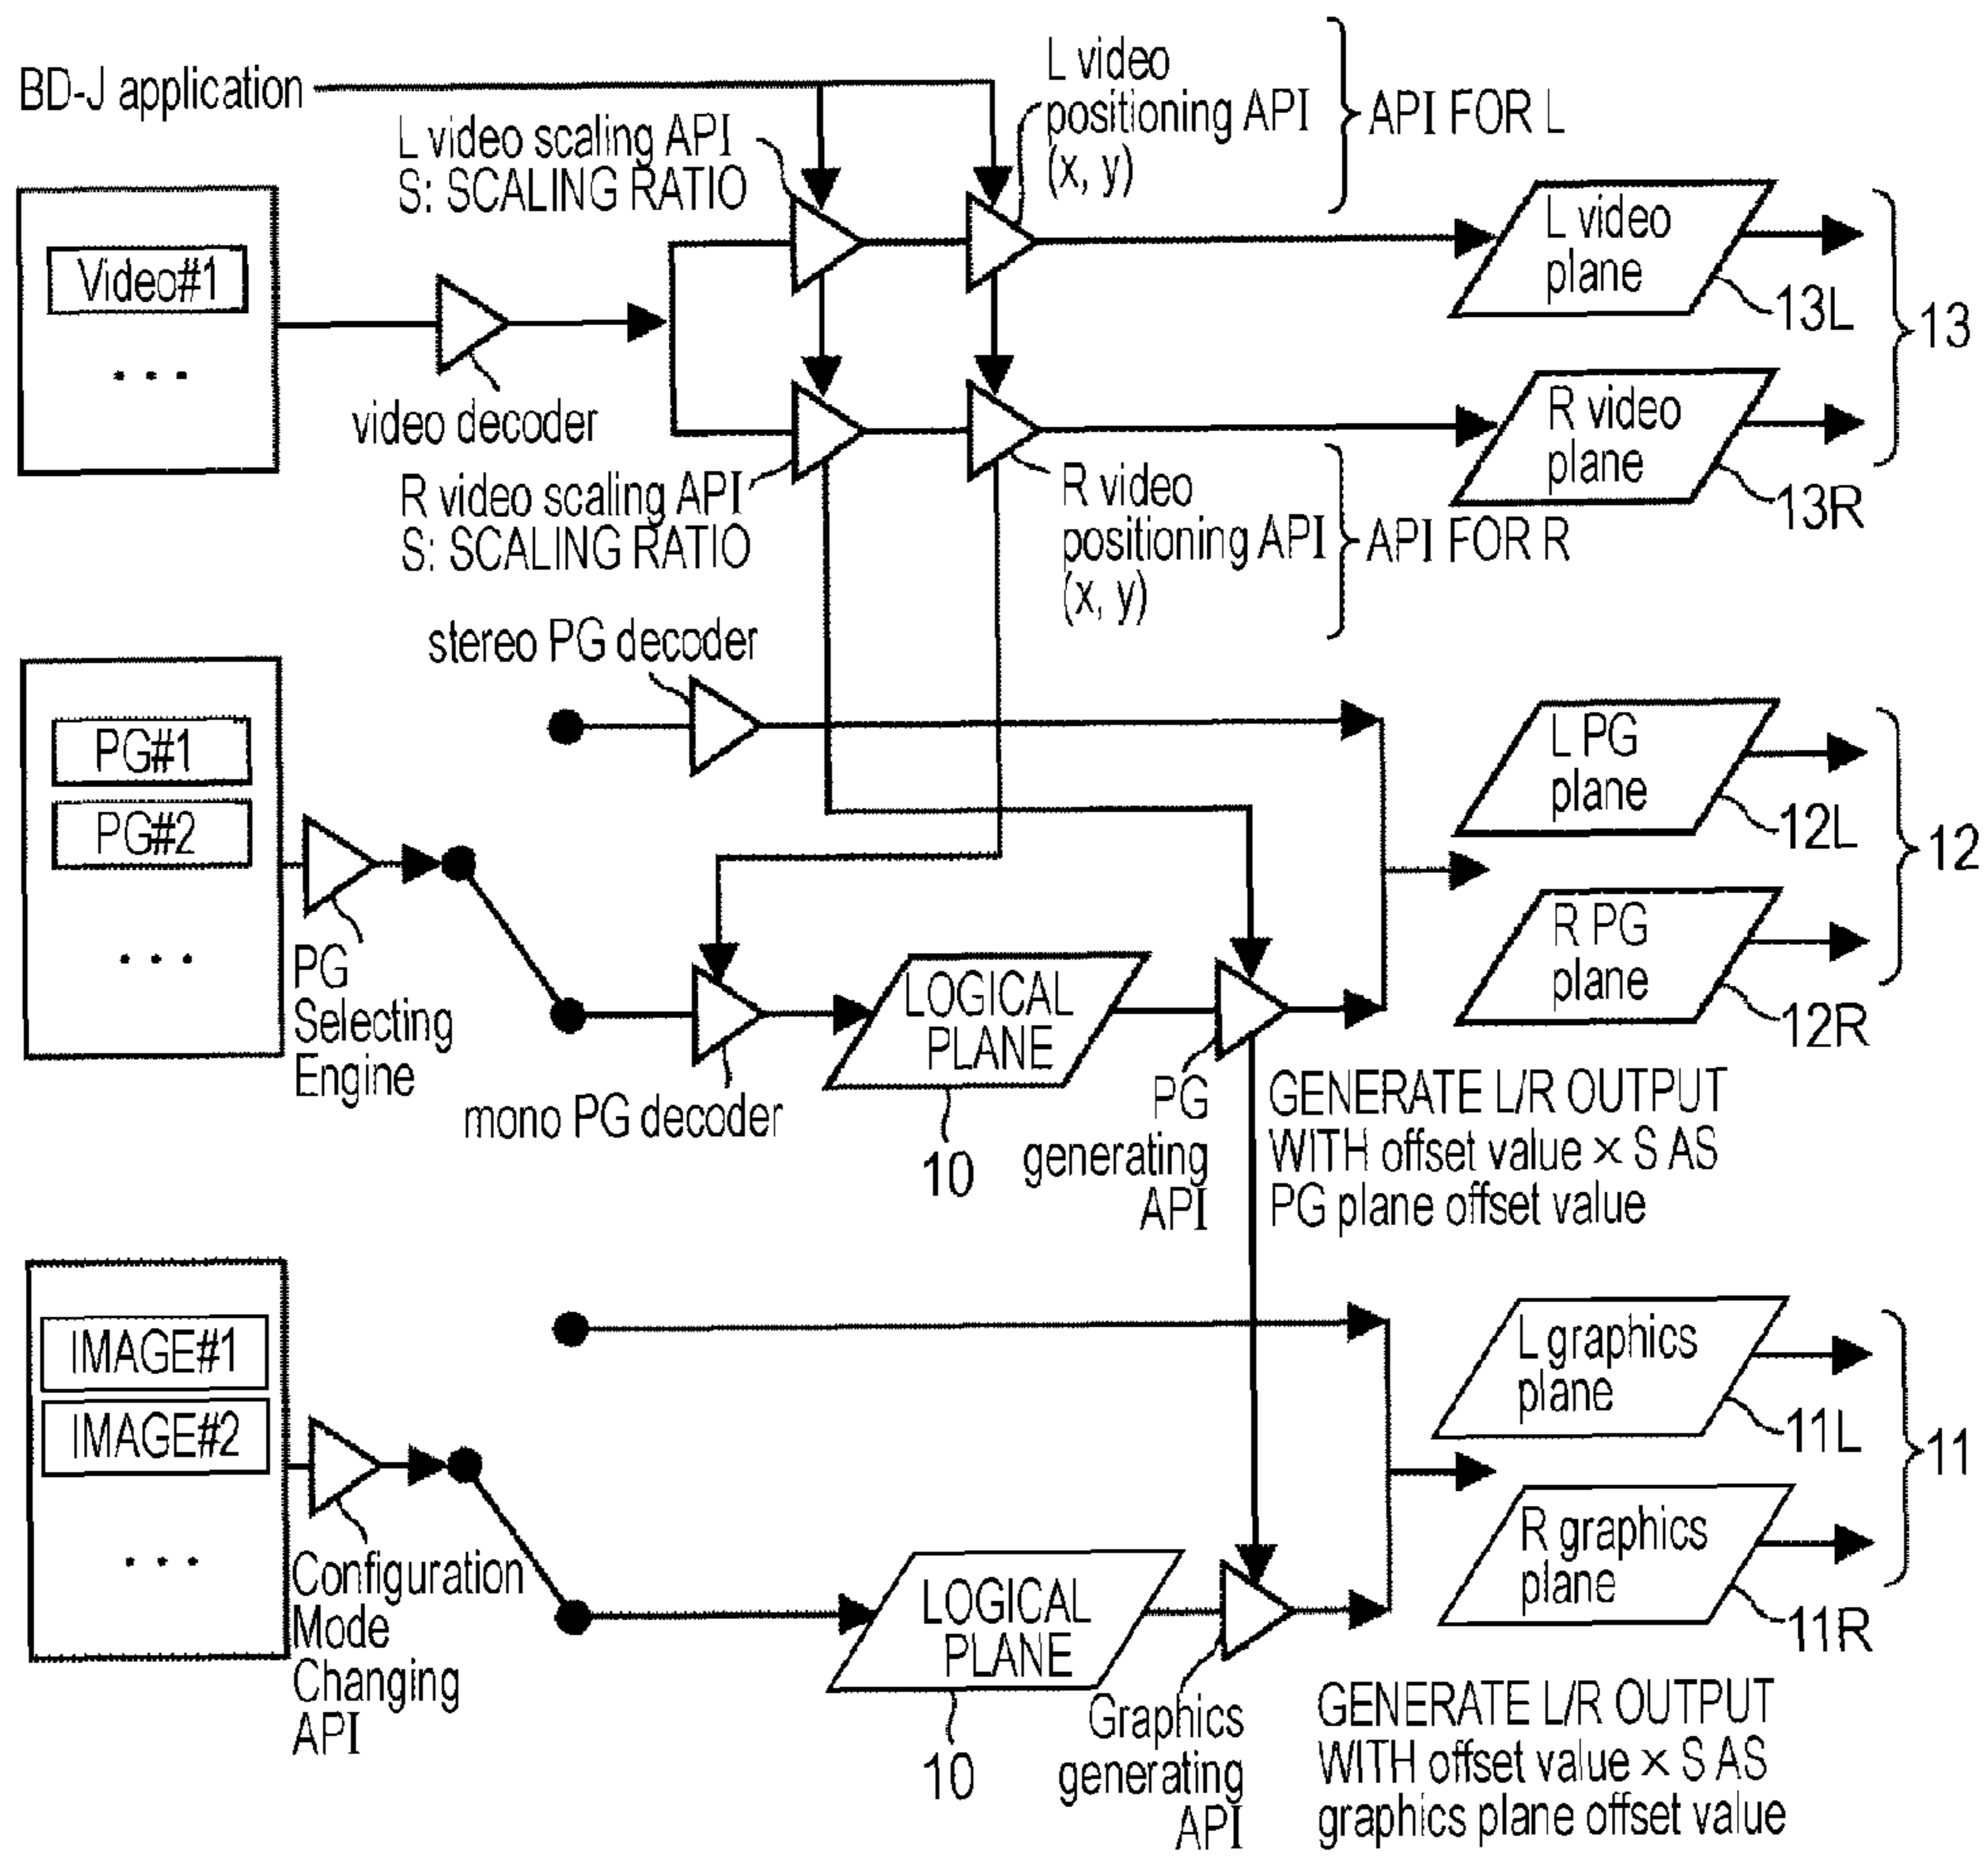 BD-J application
L video scaling API
S: SCALING RATIO
L video
positioning API
(x, y)
API FOR L
Video#1
...
video decoder
L video
plane
13L
13
R video
plane
13R
R video scaling API
S: SCALING RATIO
R video
positioning API
(x, y)
API FOR R
stereo PG decoder
PG#1
PG#2
...
PG
Selecting
Engine
mono PG decoder
LOGICAL
PLANE
10
PG
generating
API
GENERATE L/R OUTPUT
WITH offset value × S AS
PG plane offset value
L PG
plane
12L
12
R PG
plane
12R
IMAGE#1
IMAGE#2
...
Configuration
Mode
Changing
API
LOGICAL
PLANE
10
Graphics
generating
API
GENERATE L/R OUTPUT
WITH offset value × S AS
graphics plane offset value
L graphics
plane
11L
11
R graphics
plane
11R